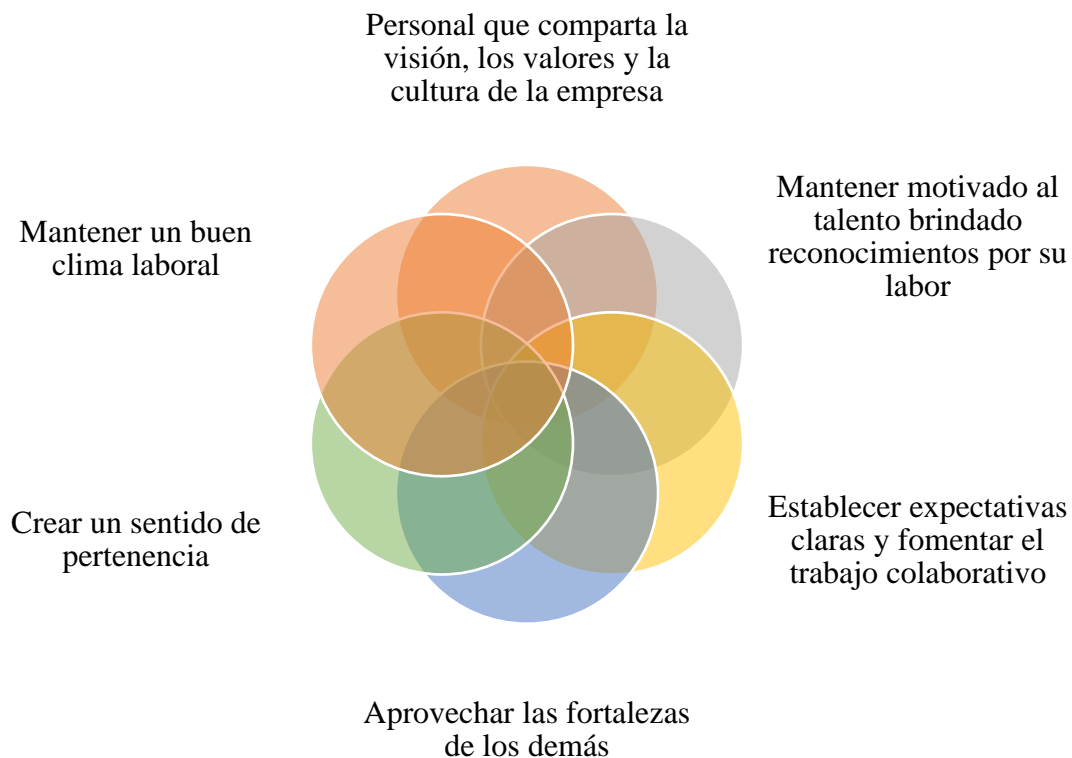 Personal que comparta la
visión, los valores y la
cultura de la empresa
Mantener motivado al
talento brindado
reconocimientos por su
labor
Establecer expectativas
claras y fomentar el
trabajo colaborativo
Aprovechar las fortalezas
de los demás
Crear un sentido de
pertenencia
Mantener un buen
clima laboral